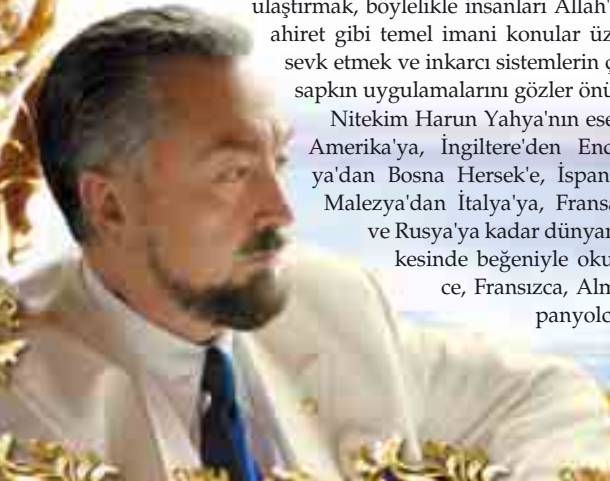 ulaştırmak, böylelikle insanları Allah'
ahiret gibi temel imani konular üz
sevk etmek ve inkarcı sistemlerin ç
sapkın uygulamalarını gözler önü
Nitekim Harun Yahya'nın ese
Amerika'ya, İngiltere'den End
ya'dan Bosna Hersek'e, İspan
Malezya'dan İtalya'ya, Fransa
ve Rusya'ya kadar dünyan
kesinde beğeniyle oku
ce, Fransızca, Alm
panyolc